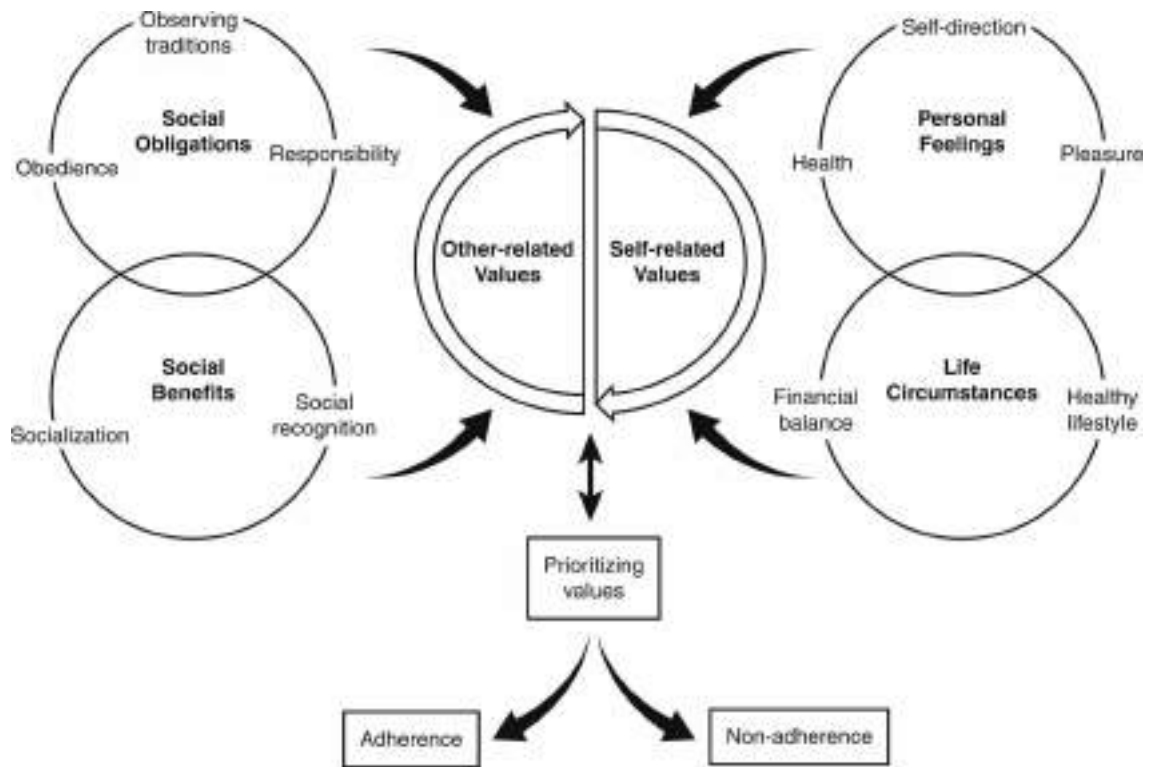 Observing
traditions
Social
Obligations
Obedience
Responsibility
Social
Benefits
Socialization
Social
recognition
Other-related
Values
Self-related
Values
Self-direction
Personal
Feelings
Health
Pleasure
Life
Circumstances
Financial
balance
Healthy
lifestyle
Prioritizing
values
Adherence
Non-adherence